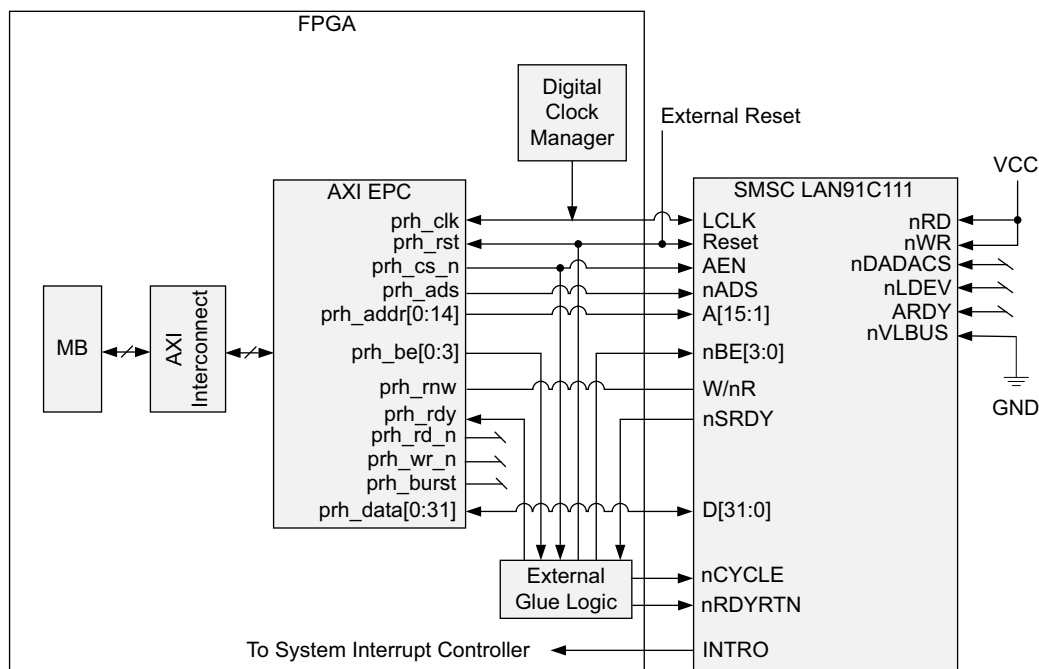 FPGA
Digital
Clock
Manager
External Reset
VCC
AXI EPC
SMSC LAN91C111
prh_clk
LCLK
nRD
prh_rst
Reset
nWR
prh_cs_n
AEN
nDADACS
prh_ads
nADS
nLDEV
prh_addr[0:14]
A[15:1]
ARDY
nVLBUS
MB
AXI
Interconnect
prh_be[0:3]
nBE[3:0]
prh_rnw
W/nR
GND
prh_rdy
nSRDY
prh_rd_n
prh_wr_n
prh_burst
prh_data[0:31]
D[31:0]
External
Glue Logic
nCYCLE
nRDYRTN
To System Interrupt Controller
INTRO